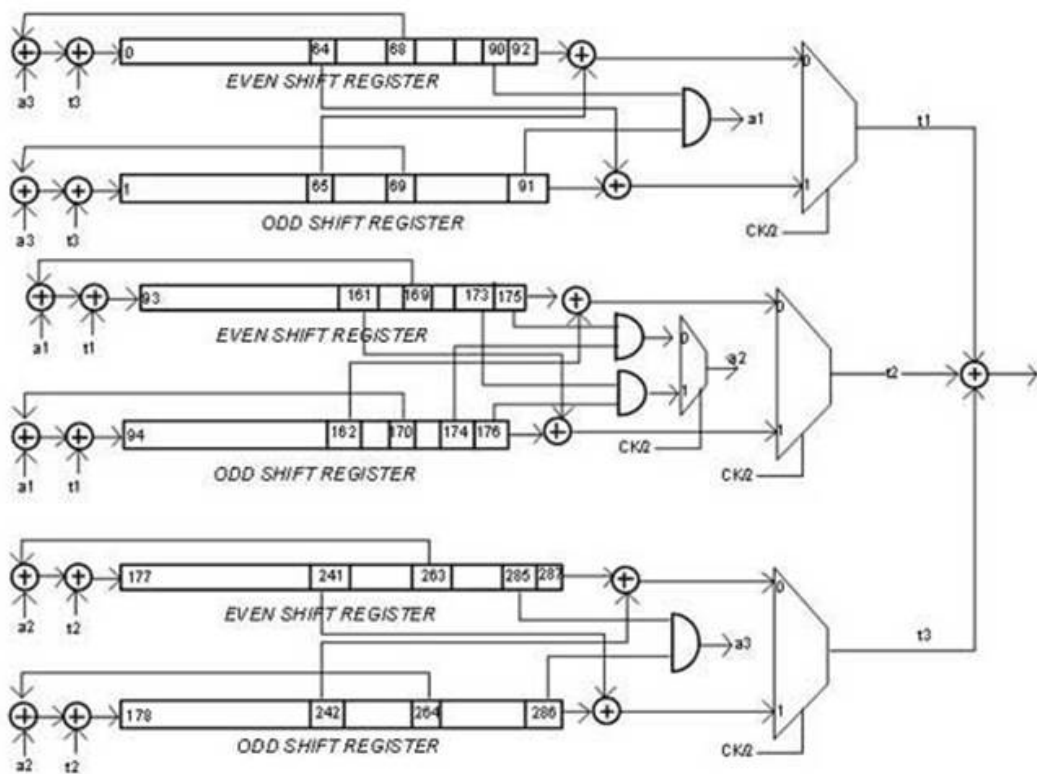 0 64 68 90 92
EVEN SHIFT REGISTER
a3 t3
0
a1
t1
1 65 69 91
ODD SHIFT REGISTER
a3 t3
1
CK/2
93 161 169 173 175
EVEN SHIFT REGISTER
a1 t1
0
0
a2
1
t2
94 162 170 174 176
ODD SHIFT REGISTER
a1 t1
CK/2
1
CK/2
177 241 263 285 287
EVEN SHIFT REGISTER
a2 t2
0
a3
t3
178 242 264 286
ODD SHIFT REGISTER
a2 t2
1
CK/2